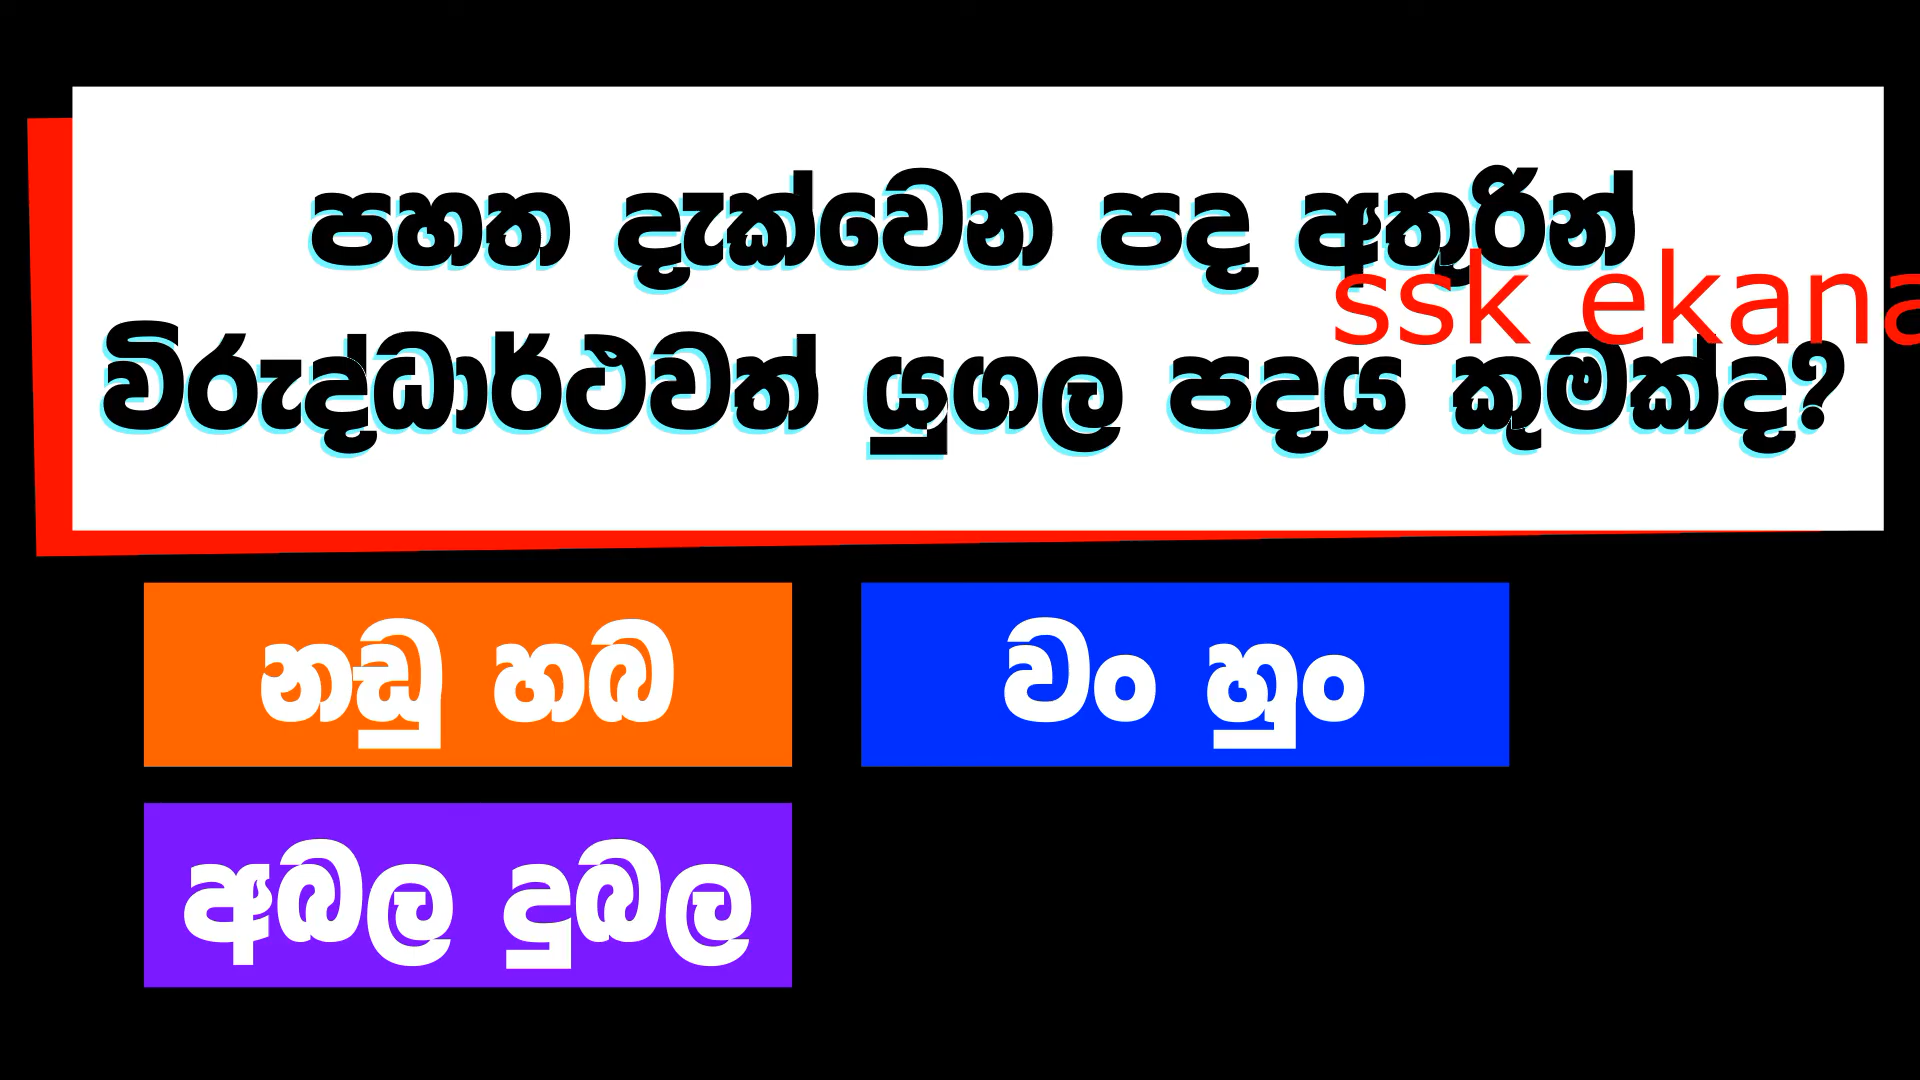 පහත දැක්වෙන පද අතුරින්
ssk ekana
විරුද්ධාර්ථවත් යුගල පදය කුමක්ද?
නඩු හබ
වං හුං
අබල දුබල